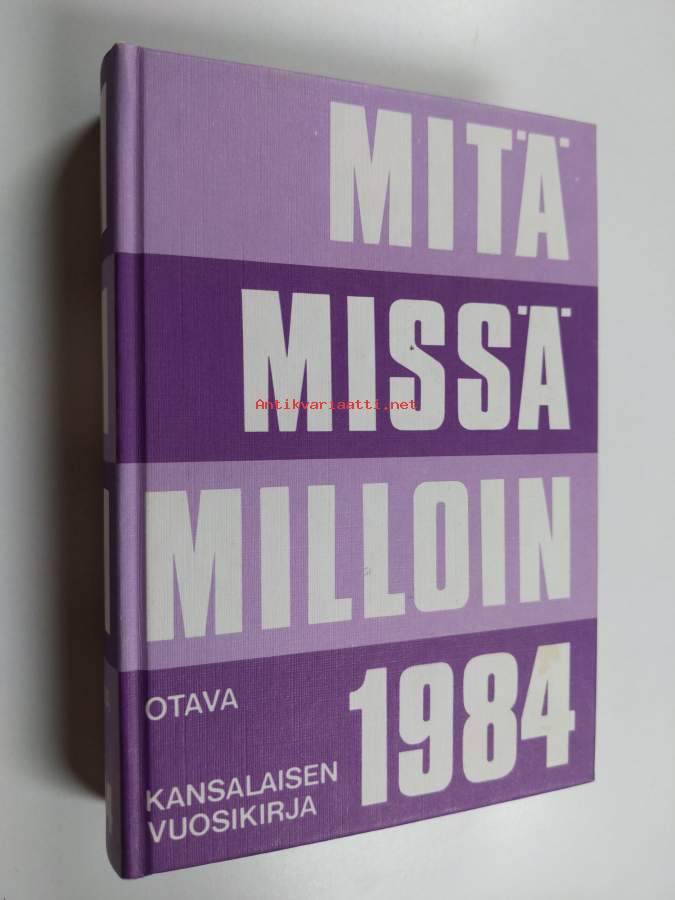 MITÄ
MISSÄ
Antikvariaatti.net
MILLOIN
1984
OTAVA
KANSALAISEN
VUOSIKIRJA